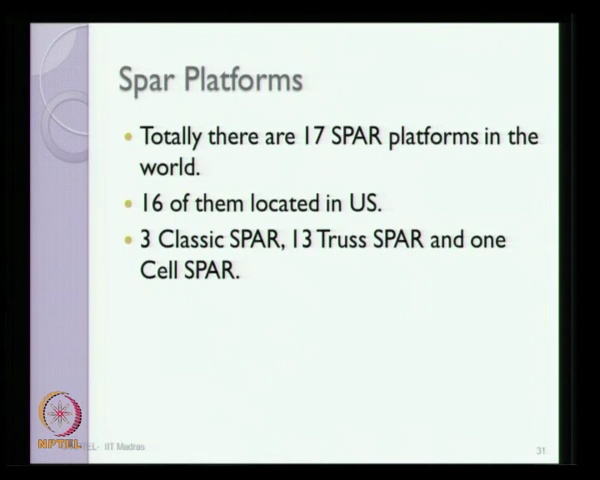 Spar Platforms
• Totally there are 17 SPAR platforms in the
world.
• 16 of them located in US.
• 3 Classic SPAR, 13 Truss SPAR and one
Cell SPAR.
NPTEL
TEL- IIT Madras
31